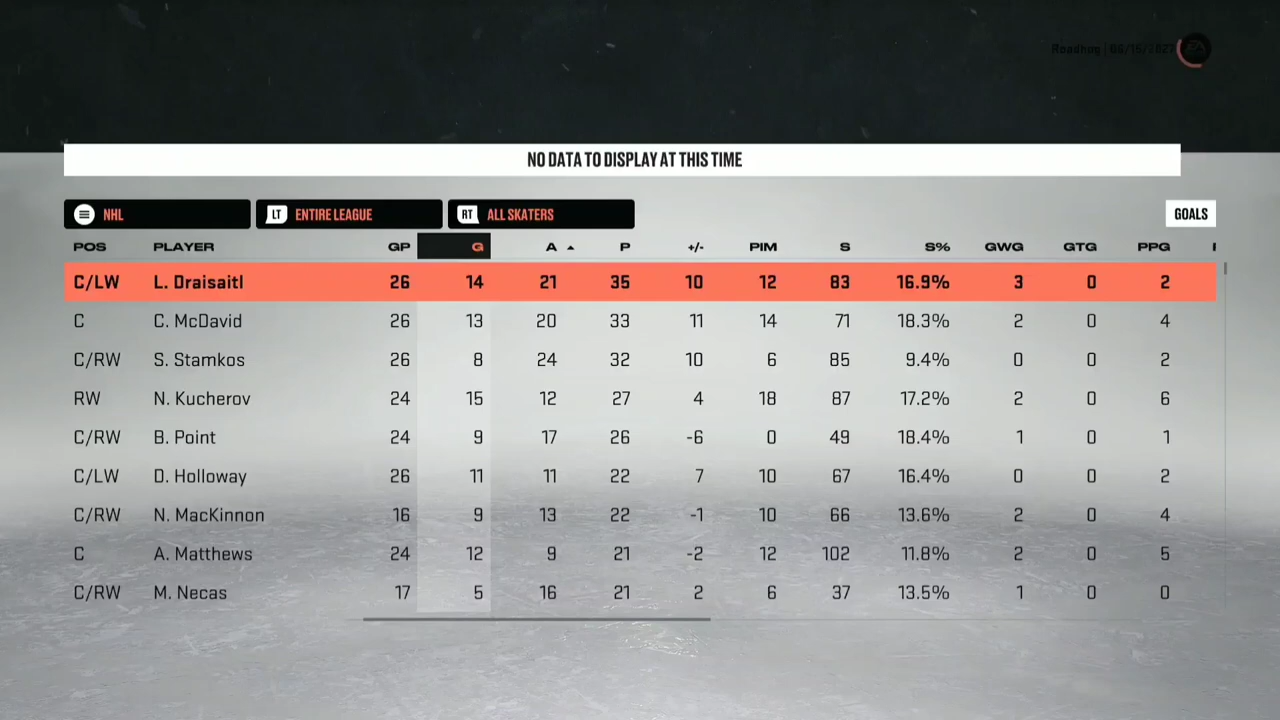 Roadhog | 06/15/2027 EA
NO DATA TO DISPLAY AT THIS TIME
NHL LT ENTIRE LEAGUE RT ALL SKATERS GOALS
POS PLAYER GP G A P +/- PIM S S% GWG GTG PPG
C/LW L. Draisaitl 26 14 21 35 10 12 83 16.9% 3 0 2
C C. McDavid 26 13 20 33 11 14 71 18.3% 2 0 4
C/RW S. Stamkos 26 8 24 32 10 6 85 9.4% 0 0 2
RW N. Kucherov 24 15 12 27 4 18 87 17.2% 2 0 6
C/RW B. Point 24 9 17 26 -6 0 49 18.4% 1 0 1
C/LW D. Holloway 26 11 11 22 7 10 67 16.4% 0 0 2
C/RW N. MacKinnon 16 9 13 22 -1 10 66 13.6% 2 0 4
C A. Matthews 24 12 9 21 -2 12 102 11.8% 2 0 5
C/RW M. Necas 17 5 16 21 2 6 37 13.5% 1 0 0